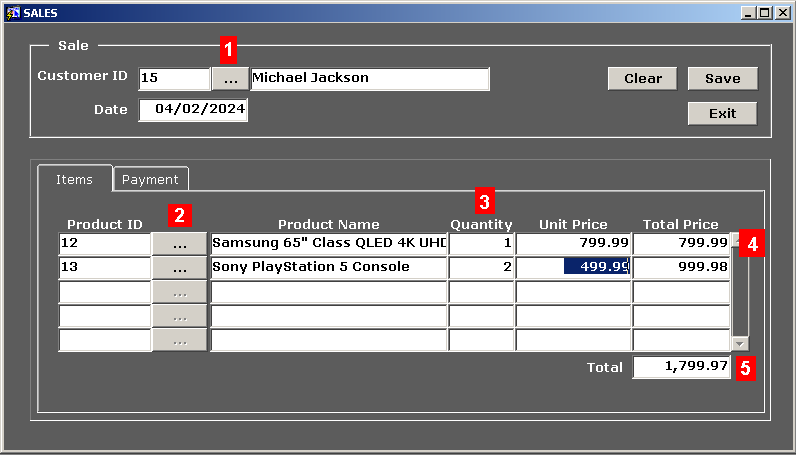 SALES
1
Sale
Customer ID 15 ... Michael Jackson Clear Save
Date 04/02/2024 Exit
Items Payment
2 3
Product ID Product Name Quantity Unit Price Total Price
12 ... Samsung 65" Class QLED 4K UHD 1 799.99 799.99 4
13 ... Sony PlayStation 5 Console 2 499.99 999.98
...
...
...
Total 1,799.97 5